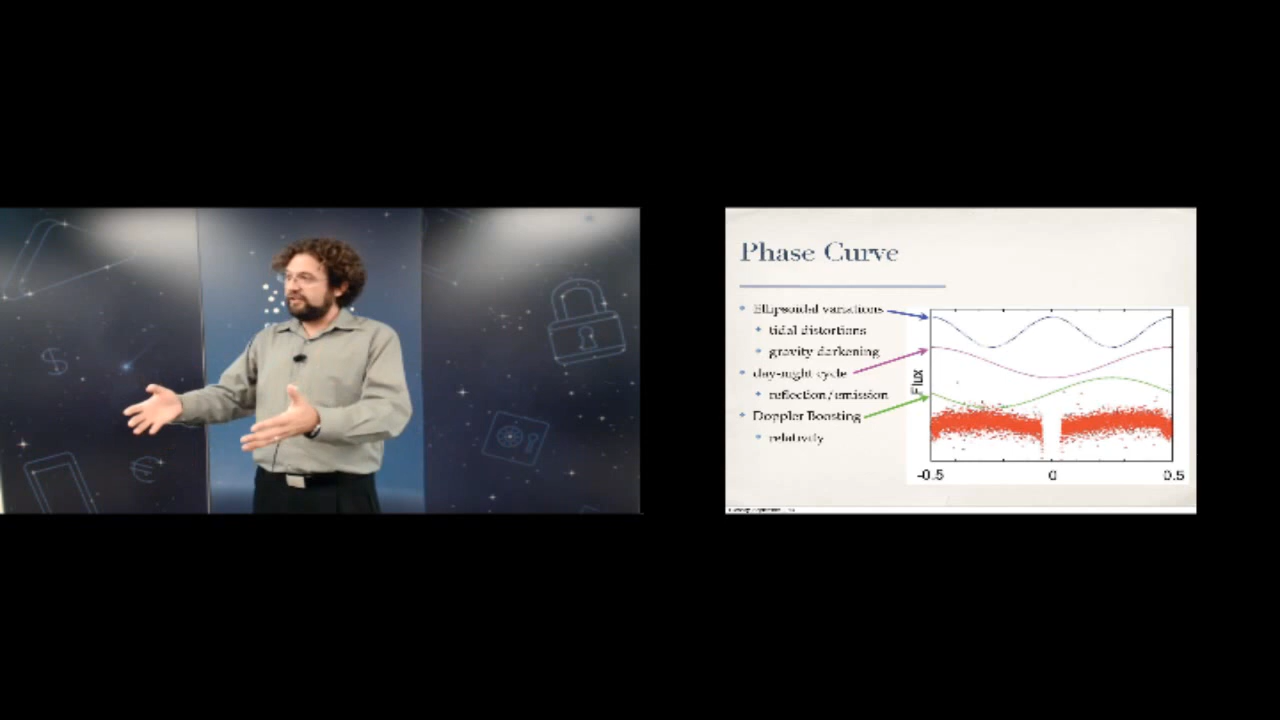 Phase Curve
Ellipsoidal variations
tidal distortions
gravity darkening
day-night cycle
reflection/emission
Doppler Boosting
relativity
Flux
-0.5 0 0.5
$
€